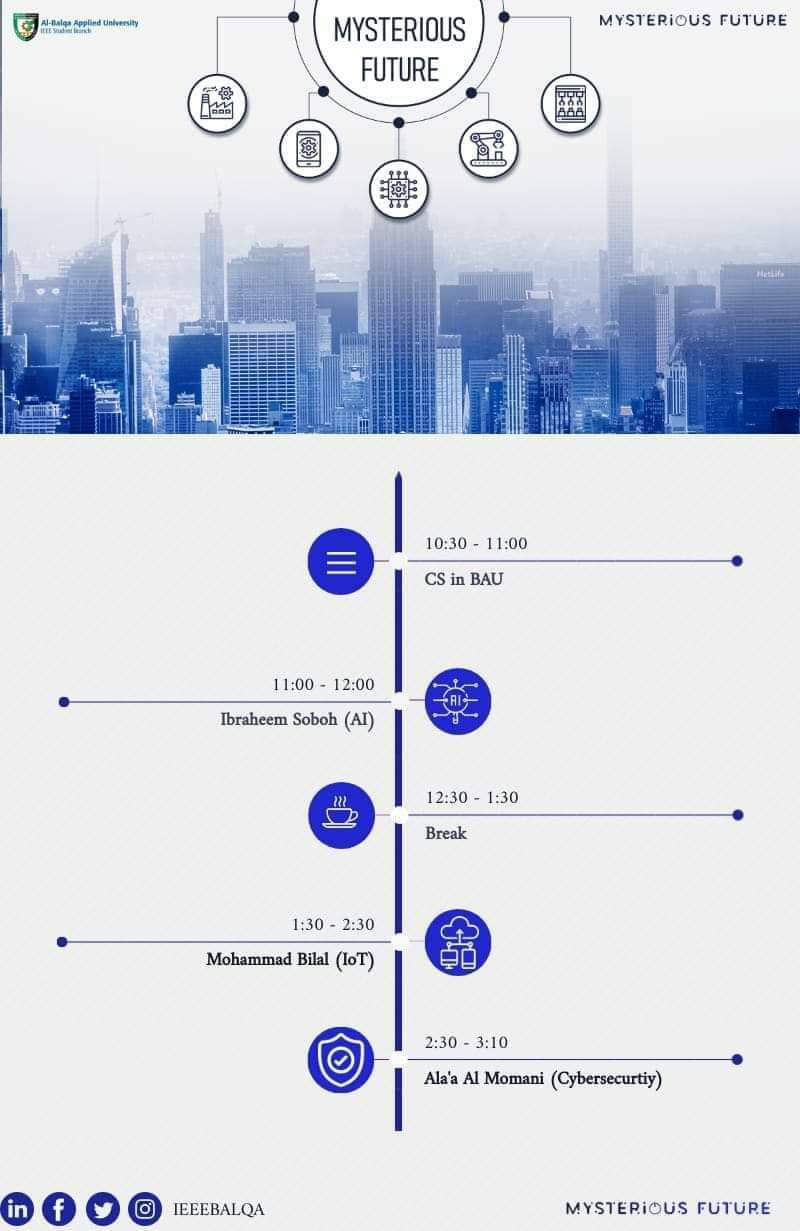 Al-Balqa Applied University
IEEE Student Branch
MYSTERIOUS
FUTURE
MYSTERIOUS FUTURE
MetLife
10:30 - 11:00
CS in BAU
11:00 - 12:00
Ibraheem Soboh (AI)
AI
12:30 - 1:30
Break
1:30 - 2:30
Mohammad Bilal (IoT)
2:30 - 3:10
Ala'a Al Momani (Cybersecurtiy)
in f IEEEBALQA
MYSTERIOUS FUTURE